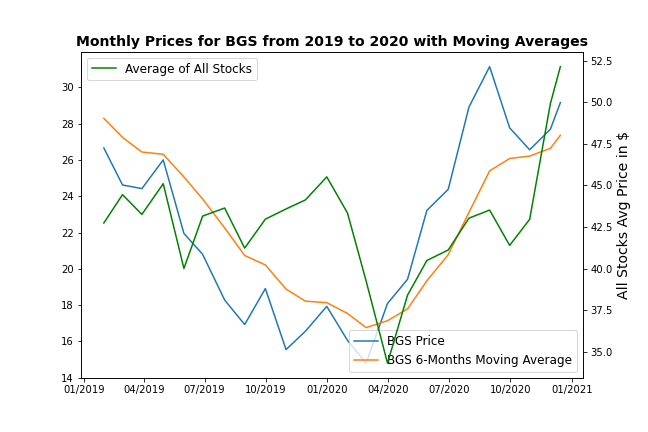 Monthly Prices for BGS from 2019 to 2020 with Moving Averages
Average of All Stocks
30
28
26
24
22
20
18
16
14
52.5
50.0
47.5
45.0
42.5
40.0
37.5
35.0
All Stocks Avg Price in $
BGS Price
BGS 6-Months Moving Average
01/2019 04/2019 07/2019 10/2019 01/2020 04/2020 07/2020 10/2020 01/2021